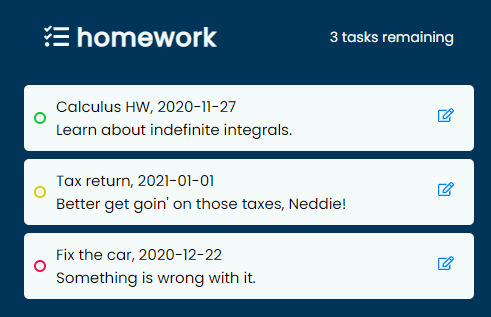 homework
3 tasks remaining
Calculus HW, 2020-11-27
Learn about indefinite integrals.
Tax return, 2021-01-01
Better get goin' on those taxes, Neddie!
Fix the car, 2020-12-22
Something is wrong with it.